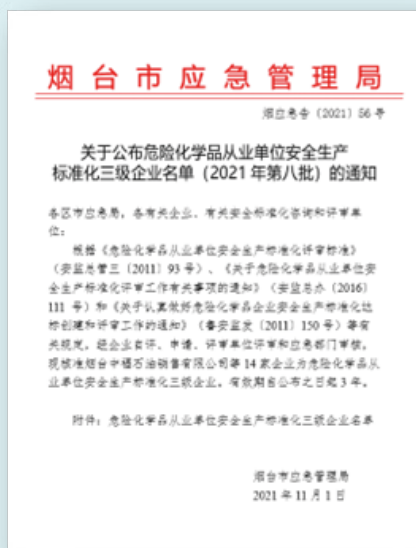 烟台市应急管理局
烟应急告〔2021〕56号
关于公布危险化学品从业单位安全生产
标准化三级企业名单（2021年第八批）的通知
各区市应急局，各有关企业、有关安全标准化咨询和评审单
位：
根据《危险化学品从业单位安全生产标准化评审标准》
（安监总管三〔2011〕93号）、《关于危险化学品从业单位安
全生产标准化评审工作有关事项的通知》（安监总办〔2016〕
111号）和《关于认真做好危险化学品企业安全生产标准化达
标创建和评审工作的通知》（鲁安监发〔2011〕150号）等有
关规定，经企业自评、申请、评审单位评审和应急部门审核，
现核准烟台中福石油销售有限公司等14家企业为危险化学品从
业单位安全生产标准化三级企业，有效期自公布之日起3年。
附件：危险化学品从业单位安全生产标准化三级企业名单
烟台市应急管理局
2021年11月1日